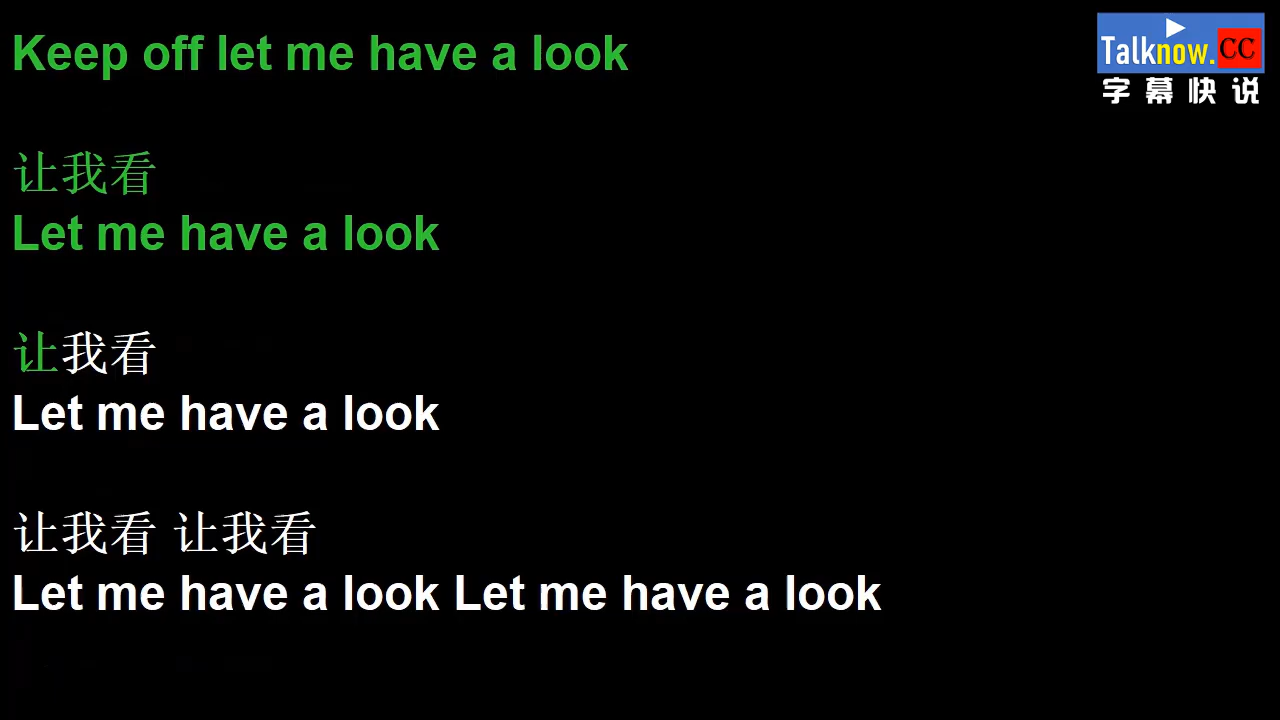 Keep off let me have a look
Talknow.CC
字幕快说
让我看
Let me have a look
让我看
Let me have a look
让我看 让我看
Let me have a look Let me have a look